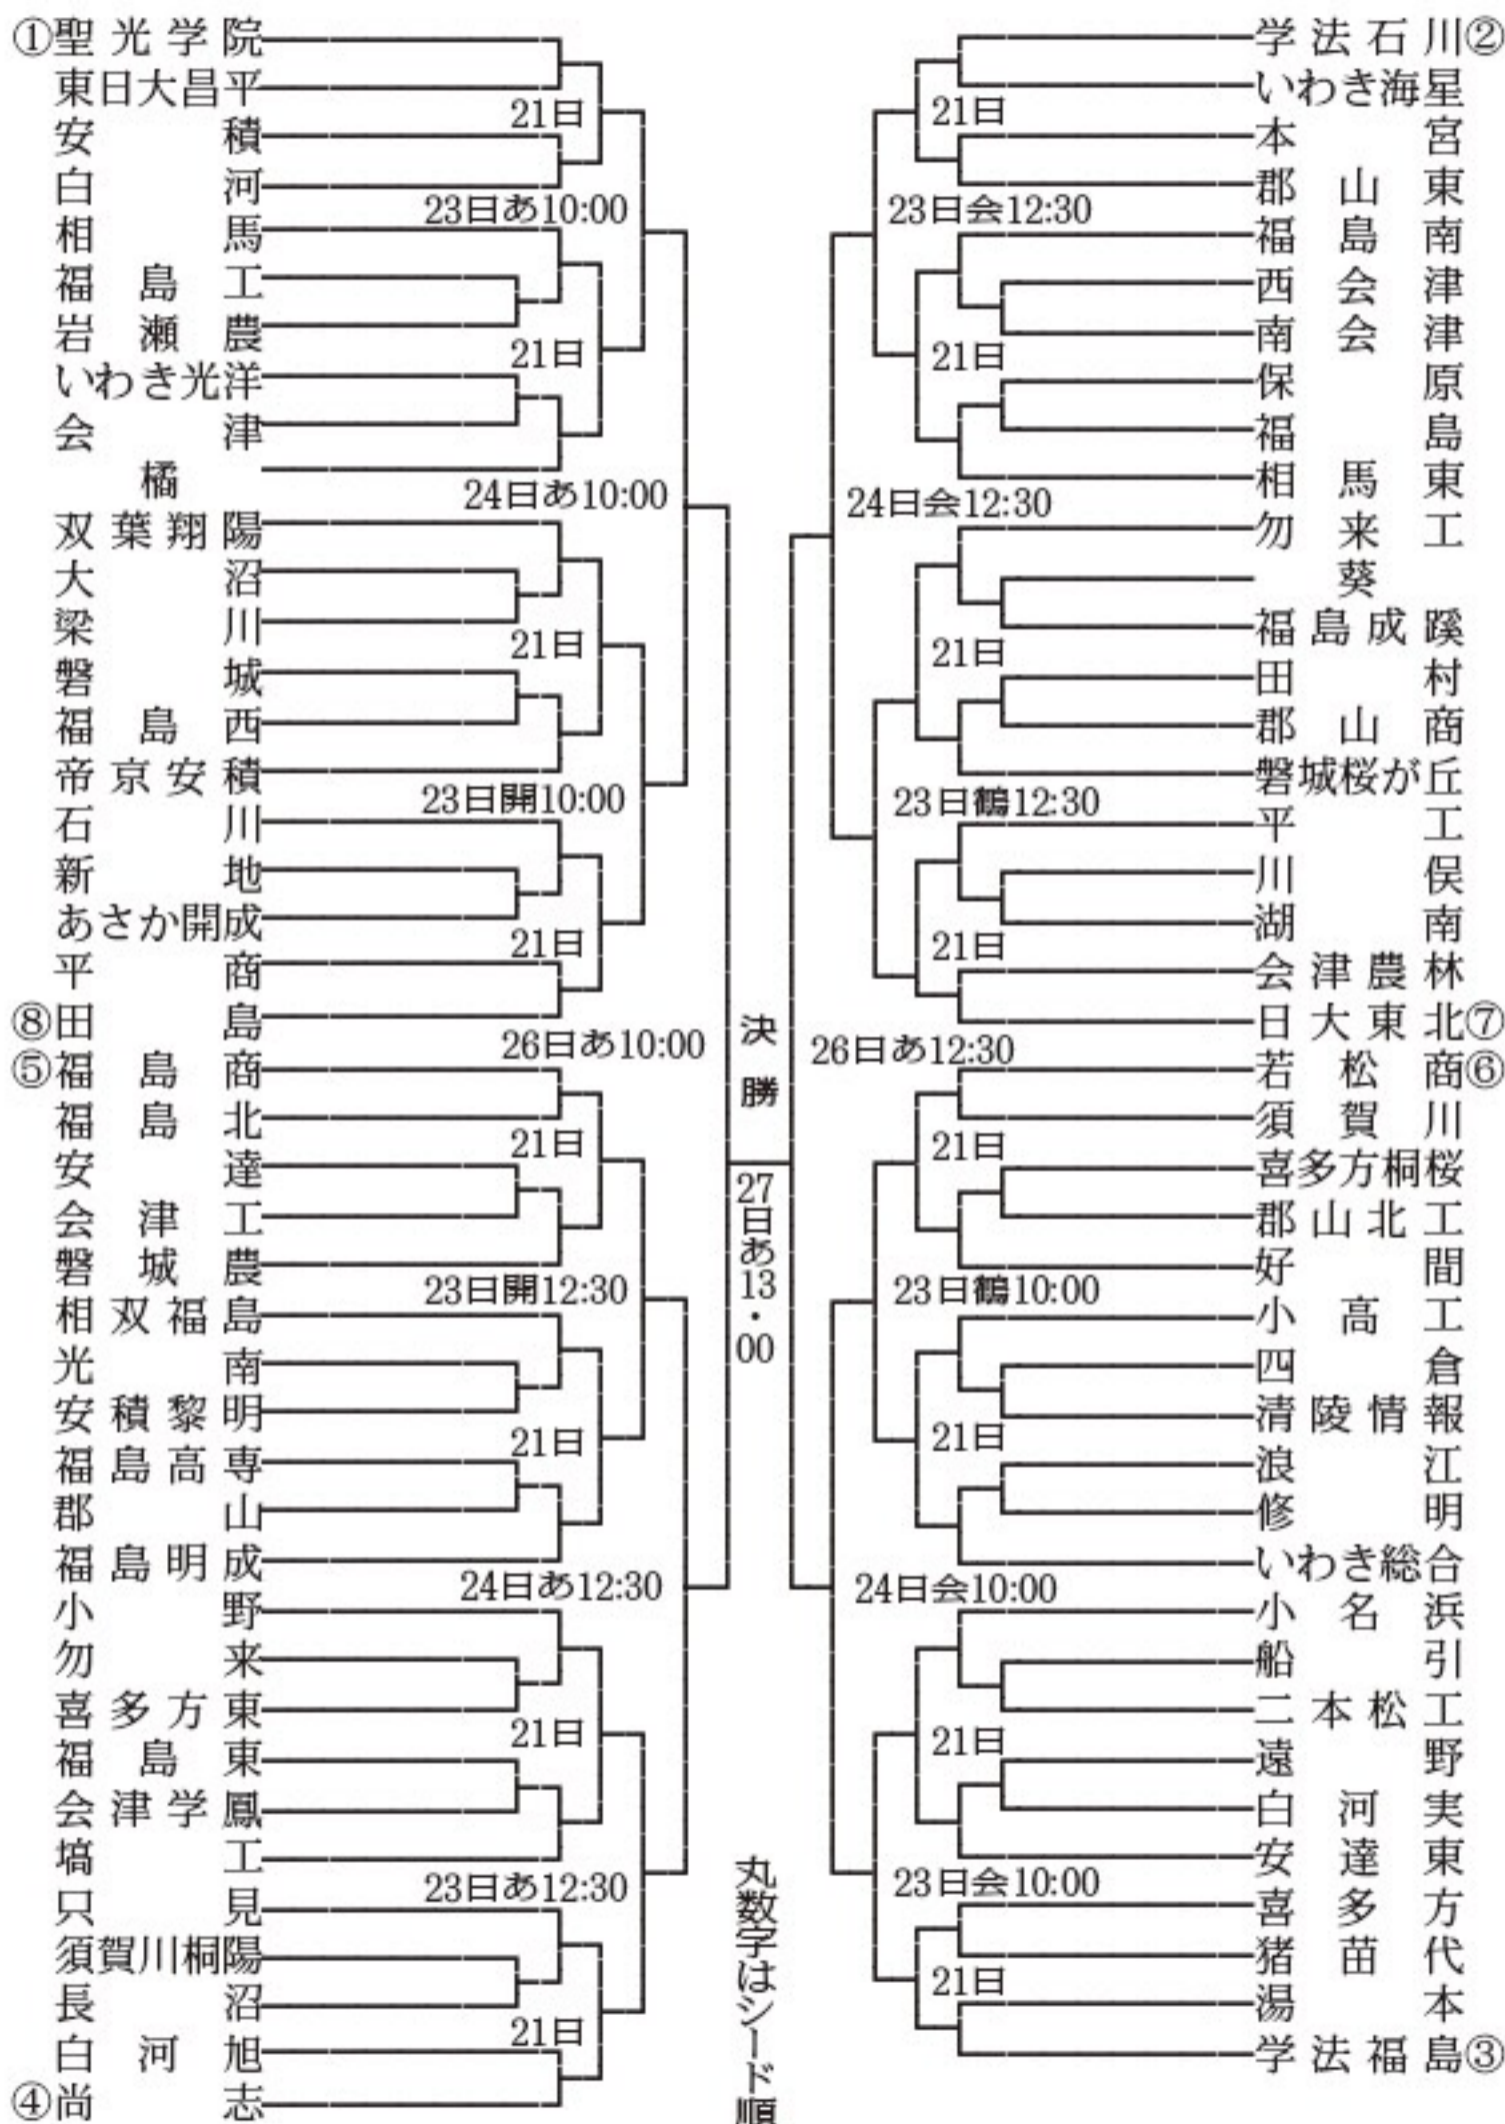 ①聖光学院
東日大昌平
安積
白河
相馬
福島工
岩瀬農
いわき光洋
会津
橘
双葉翔陽
大沼
梁川
磐城
福島西
帝京安積
石川
新地
あさか開成
平商
⑧田島
⑤福島商
福島北
安達
会津工
磐城農
相双福島
光南
安積黎明
福島高専
郡山
福島明成
小野
勿来
喜多方東
福島東
会津学鳳
塙工
只見
須賀川桐陽
長沼
白河旭
④尚志
21日
23日あ10:00
21日
24日あ10:00
21日
23日開10:00
21日
26日あ10:00
21日
23日開12:30
21日
24日あ12:30
21日
23日あ12:30
21日
決勝
27日あ13・00
丸数字はシード順
21日
23日会12:30
21日
24日会12:30
21日
23日鶴12:30
21日
26日あ12:30
21日
23日鶴10:00
21日
24日会10:00
21日
23日会10:00
21日
学法石川②
いわき海星
本宮
郡山東
福島南
西会津
南会津
保原
福島
相馬東
勿来工
葵
福島成蹊
田村
郡山商
磐城桜が丘
平工
川俣
湖南
会津農林
日大東北⑦
若松商⑥
須賀川
喜多方桐桜
郡山北工
好間
小高工
四倉
清陵情報
浪江
修明
いわき総合
小名浜
船引
二本松工
遠野
白河実
安達東
喜多方
猪苗代
湯本
学法福島③